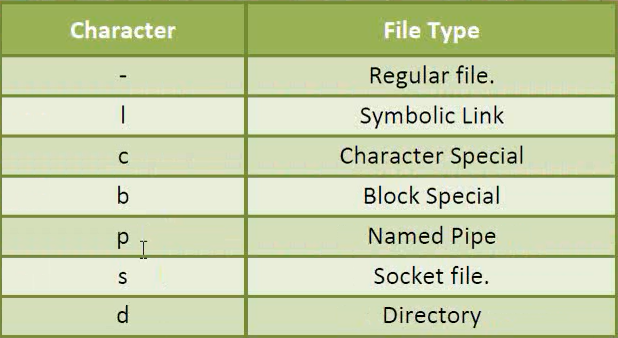 Character File Type
- Regular file.
l Symbolic Link
c Character Special
b Block Special
p Named Pipe
s Socket file.
d Directory